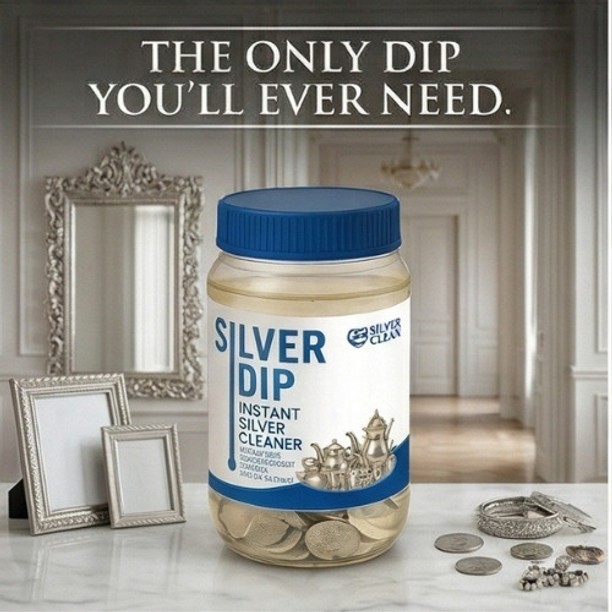 THE ONLY DIP
YOU'LL EVER NEED.
SILVER
DIP
SILVER
CLEAN
INSTANT
SILVER
CLEANER